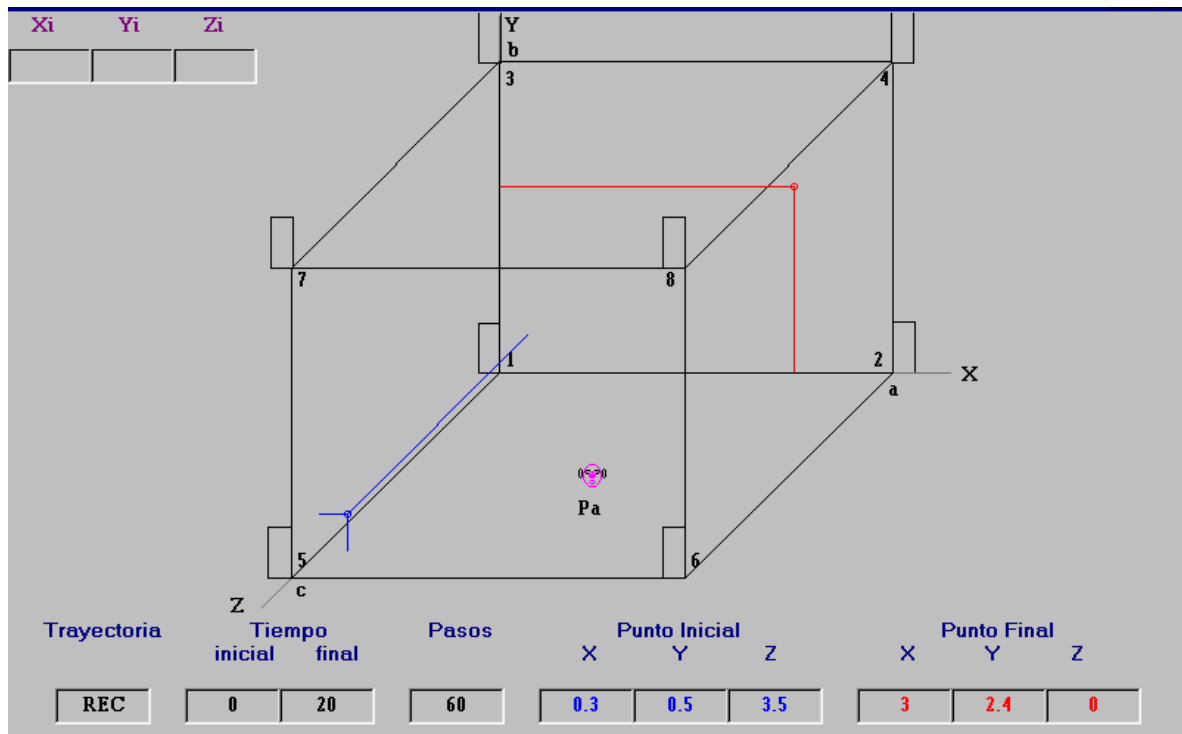 Xi Yi Zi
Y
b
3
4
7
8
1
2
X
a
Pa
5
6
c
Z
Trayectoria Tiempo Pasos Punto Inicial Punto Final
inicial final X Y Z X Y Z
REC 0 20 60 0.3 0.5 3.5 3 2.4 0